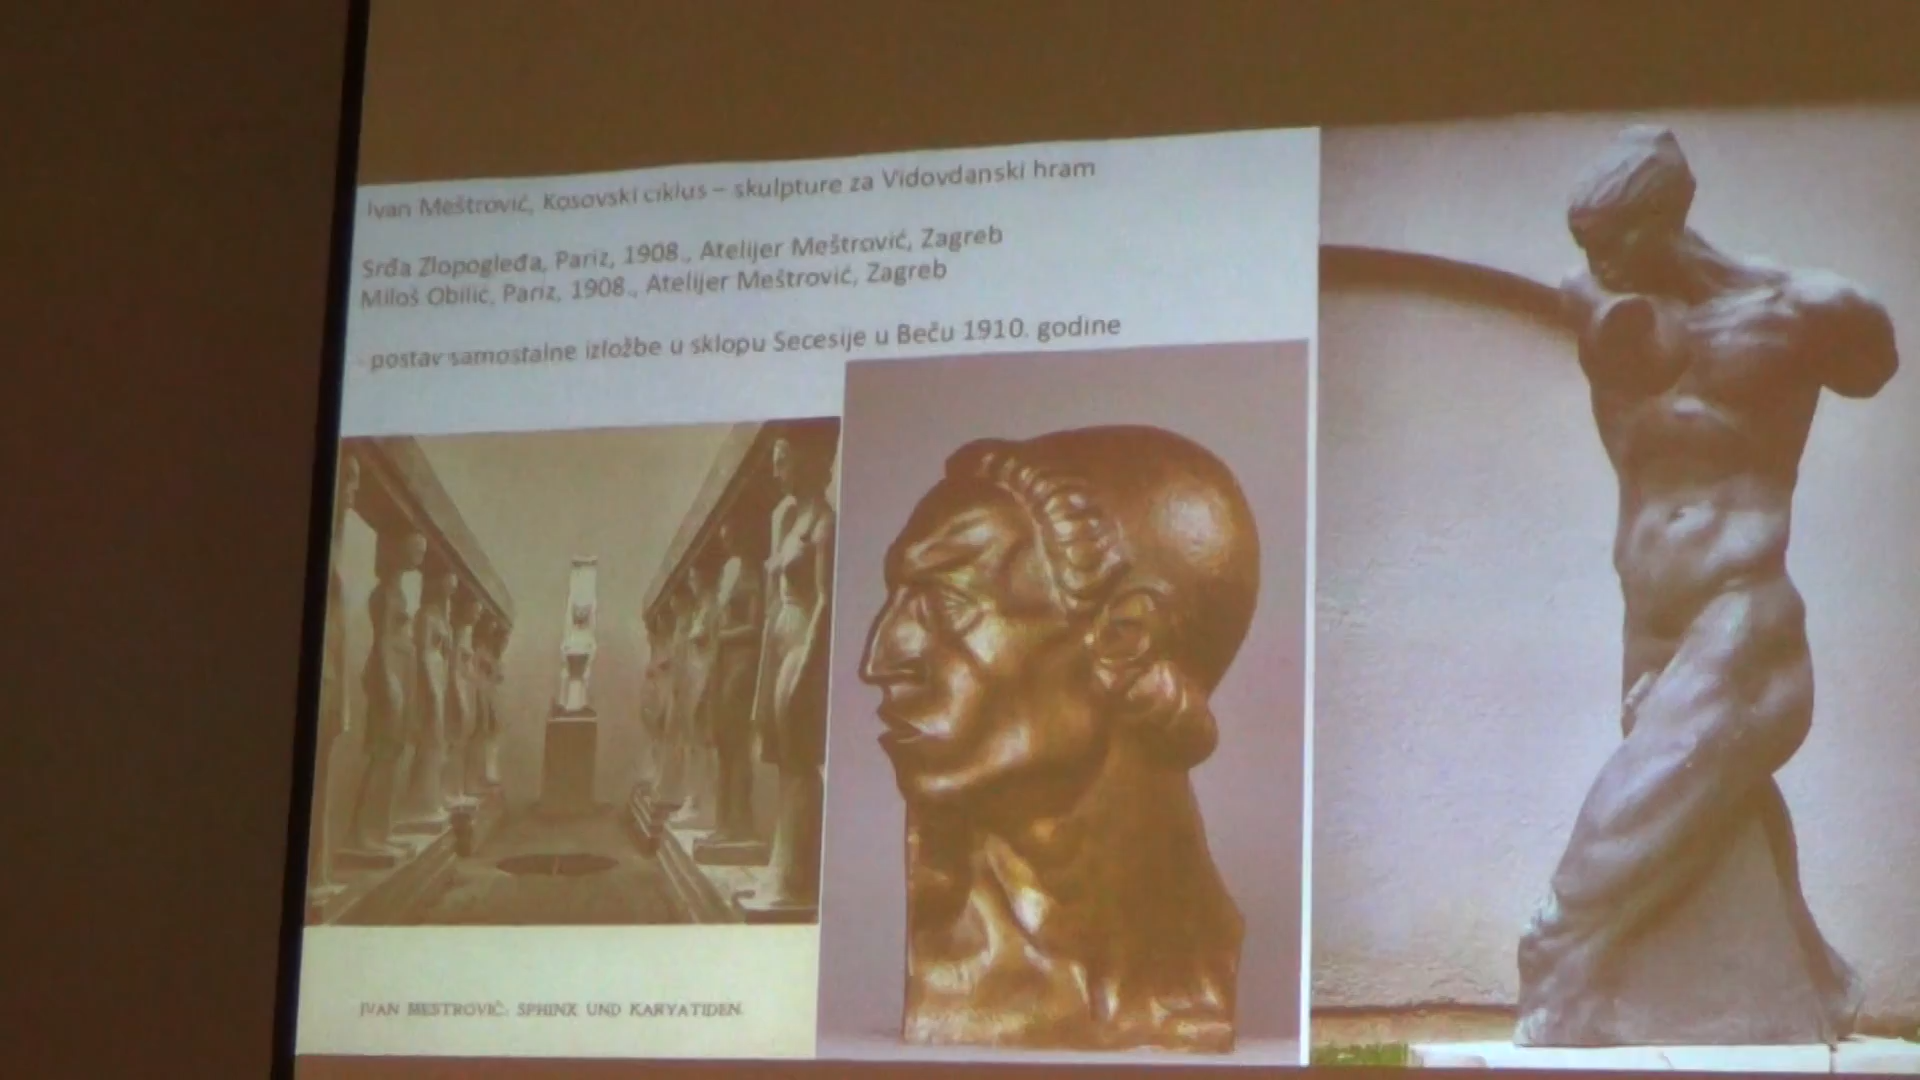 Ivan Meštrović, Kosovski ciklus – skulpture za Vidovdanski hram
Srđa Zlopogleđa, Pariz, 1908., Atelijer Meštrović, Zagreb
Miloš Obilić, Pariz, 1908., Atelijer Meštrović, Zagreb
- postav samostalne izložbe u sklopu Secesije u Beču 1910. godine
IVAN MESTROVIĆ: SPHINX UND KARYATIDEN.